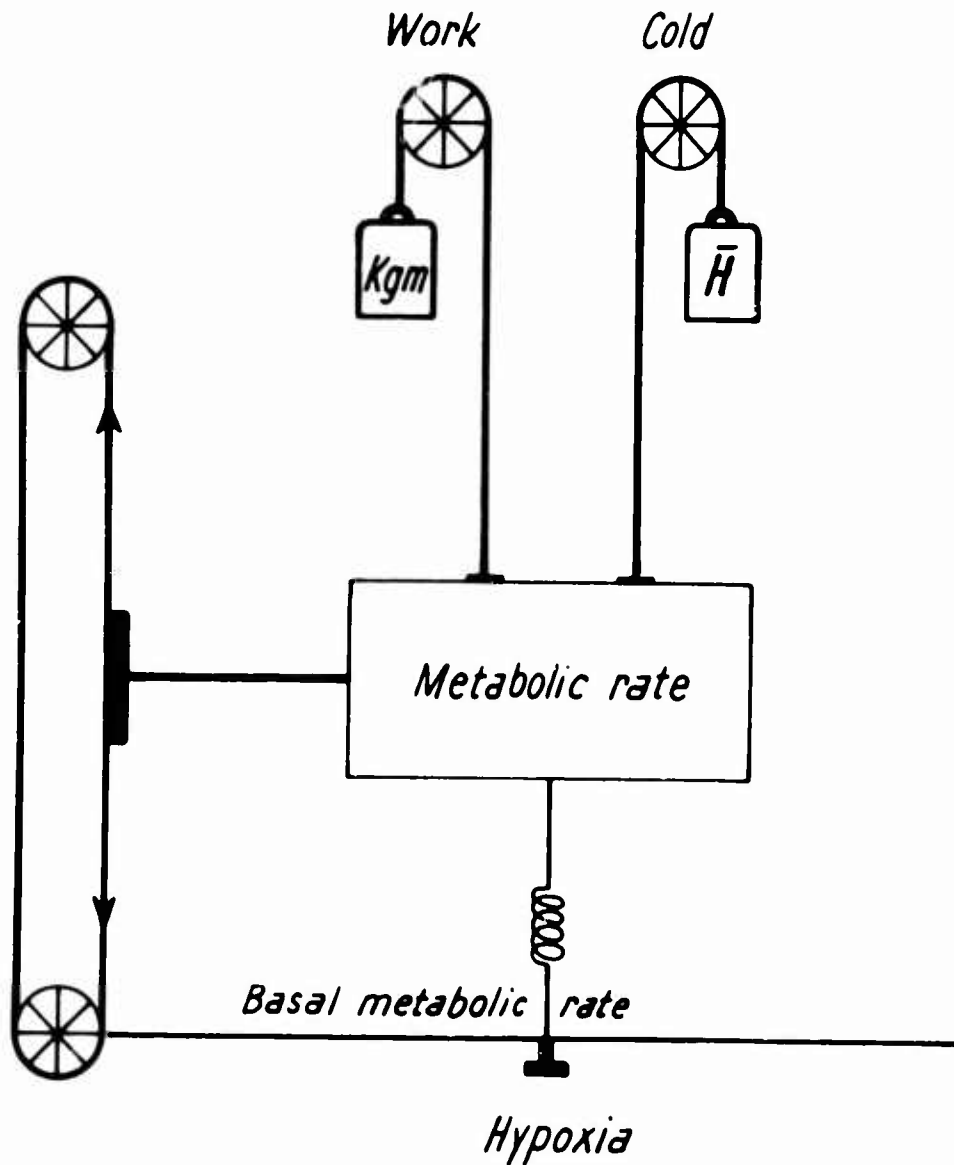 Work Cold
Kgm
H̄
Metabolic rate
Basal metabolic rate
Hypoxia